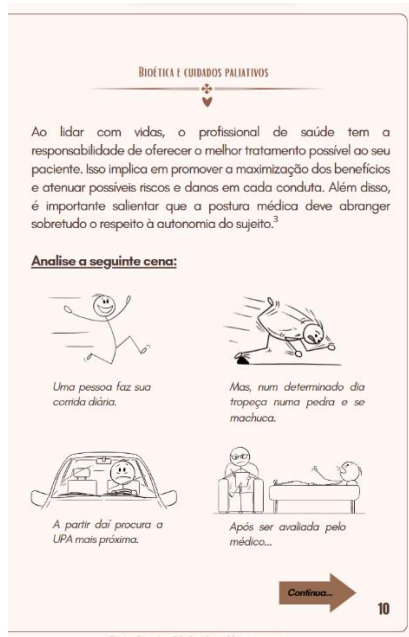 BIOÉTICA E CUIDADOS PALIATIVOS
Ao lidar com vidas, o profissional de saúde tem a
responsabilidade de oferecer o melhor tratamento possível ao seu
paciente. Isso implica em promover a maximização dos benefícios
e atenuar possíveis riscos e danos em cada conduta. Além disso,
é importante salientar que a postura médica deve abranger
sobretudo o respeito à autonomia do sujeito.³
Analise a seguinte cena:
Uma pessoa faz sua
corrida diária.
Mas, num determinado dia
tropeça numa pedra e se
machuca.
A partir daí procura a
UPA mais próxima.
Após ser avaliada pelo
médico...
Continua...
10